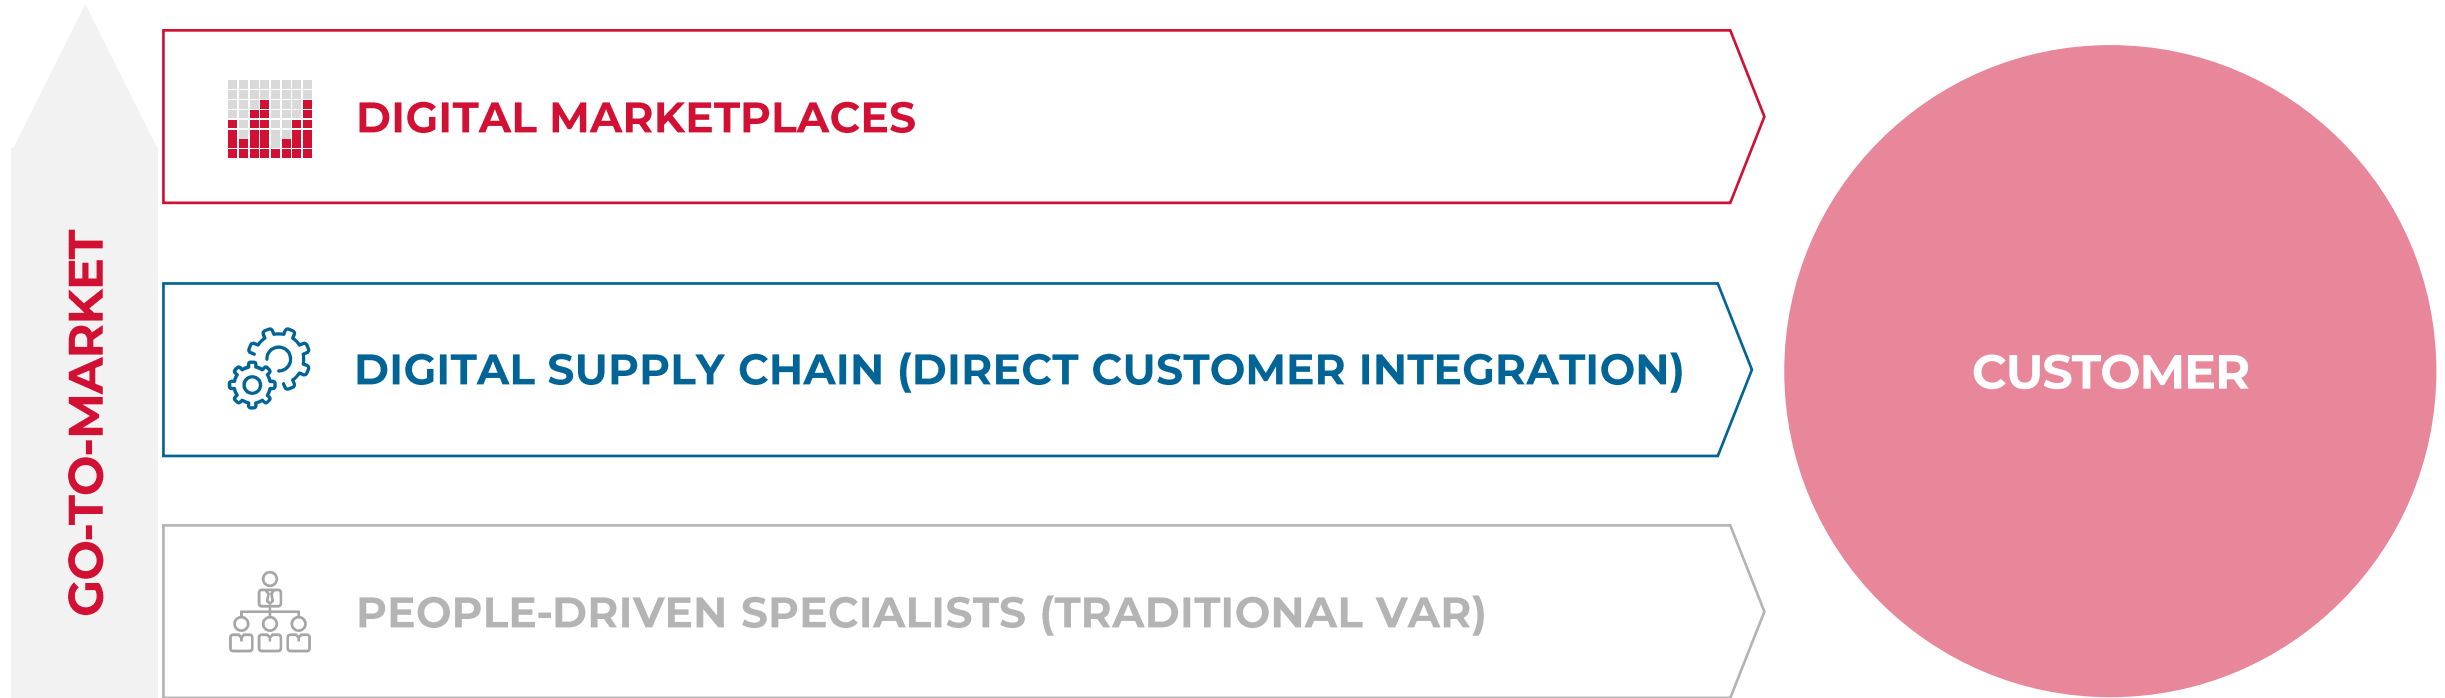 GO-TO-MARKET
DIGITAL MARKETPLACES
DIGITAL SUPPLY CHAIN (DIRECT CUSTOMER INTEGRATION)
PEOPLE-DRIVEN SPECIALISTS (TRADITIONAL VAR)
CUSTOMER